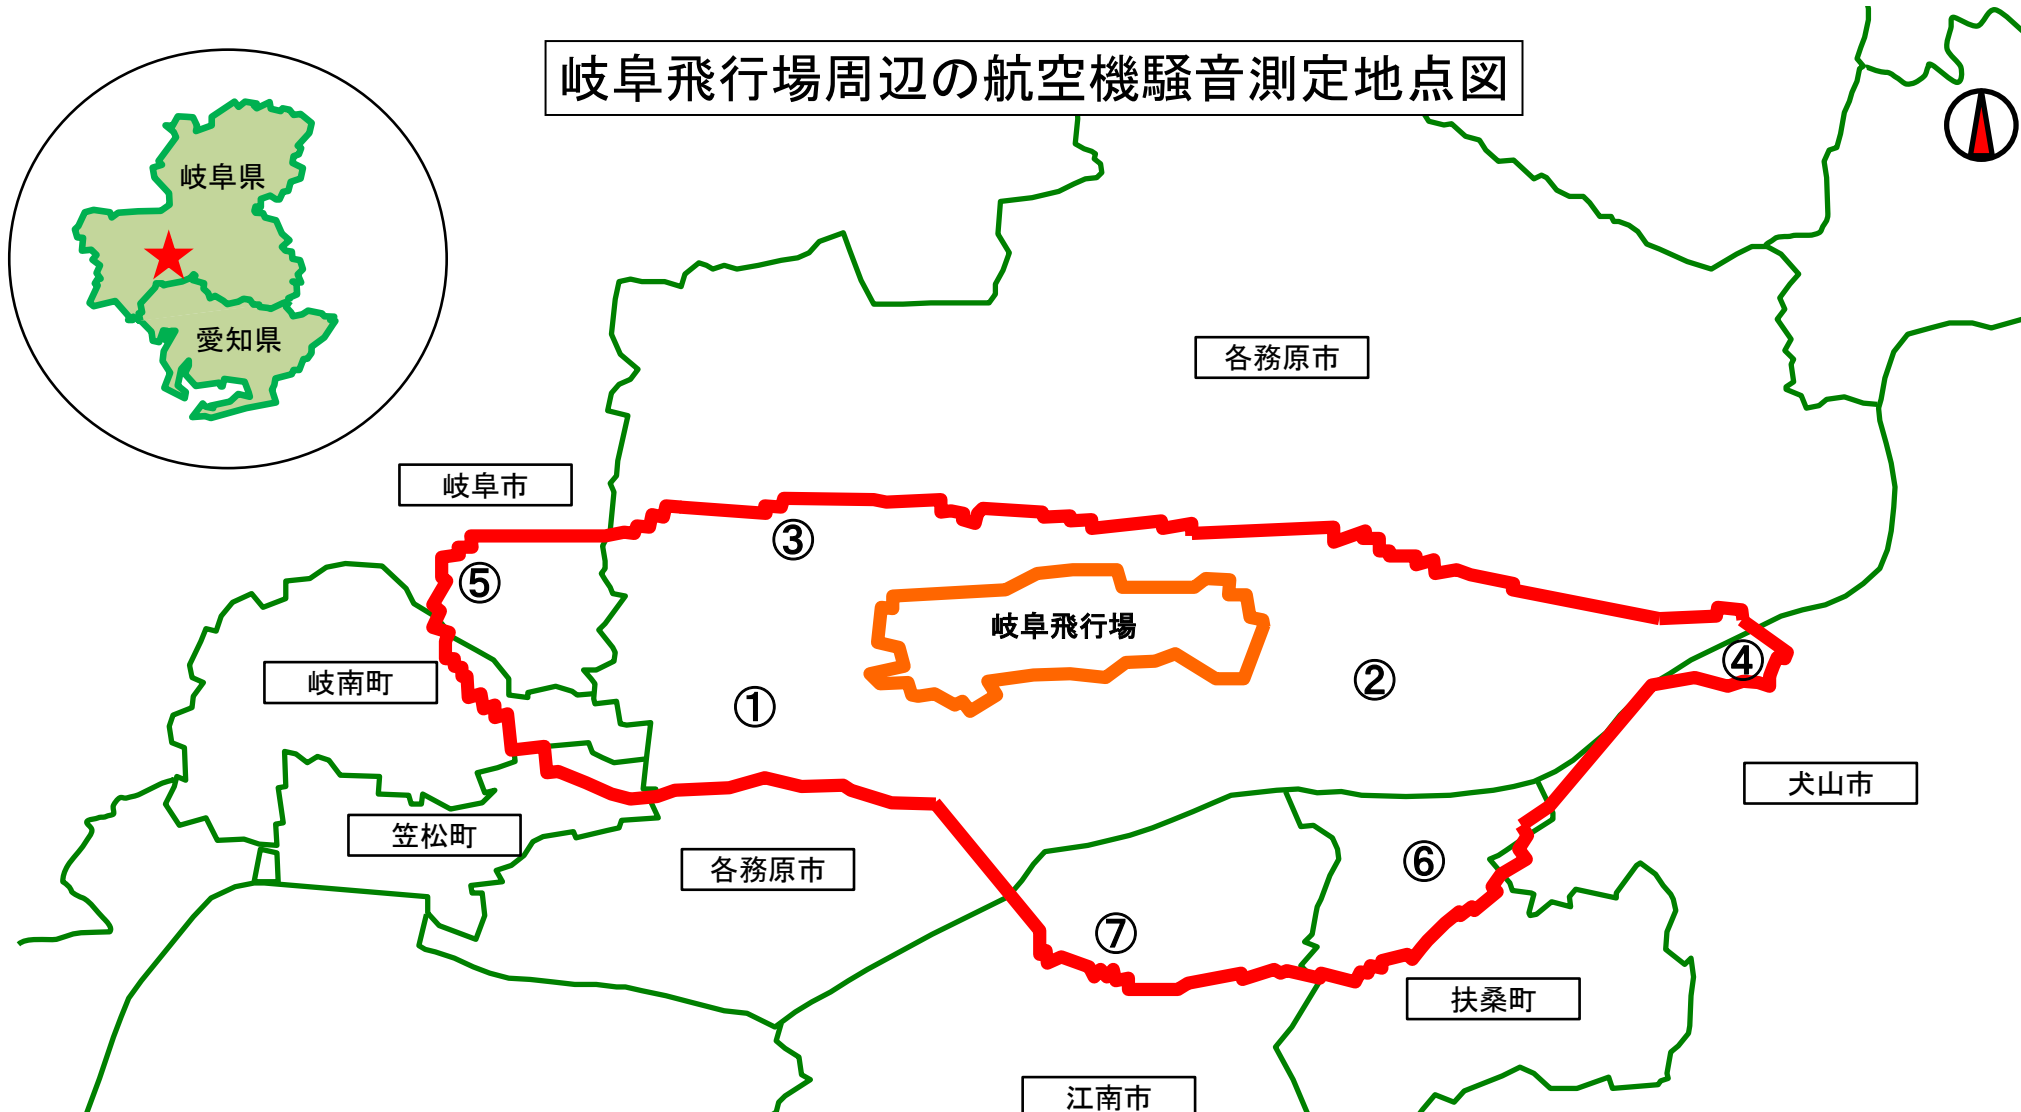 岐阜飛行場周辺の航空機騒音測定地点図
岐阜県
愛知県
各務原市
岐阜市
③
⑤
岐阜飛行場
④
岐南町
②
①
犬山市
笠松町
各務原市
⑥
⑦
扶桑町
江南市